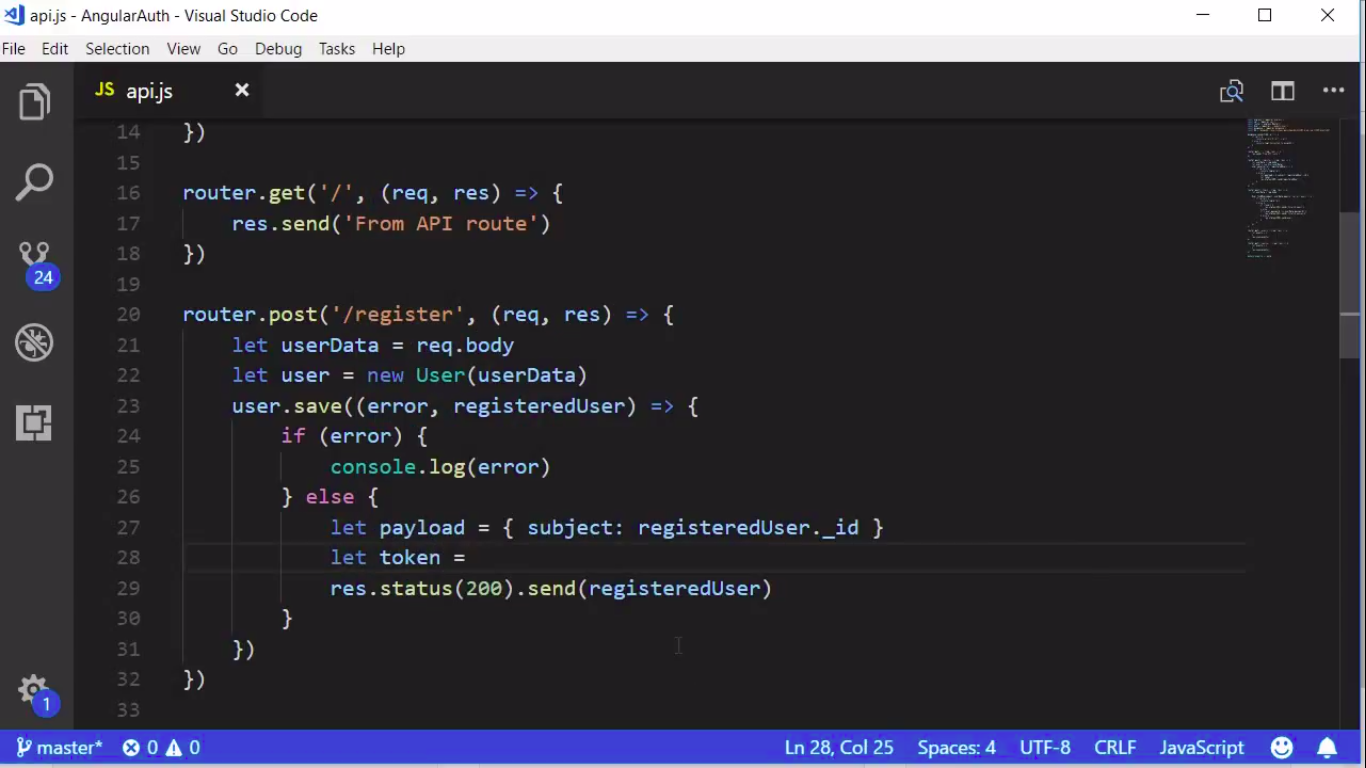 api.js - AngularAuth - Visual Studio Code
File Edit Selection View Go Debug Tasks Help
JS api.js
14 })
15
16 router.get('/', (req, res) => {
17 res.send('From API route')
18 })
19
20 router.post('/register', (req, res) => {
21 let userData = req.body
22 let user = new User(userData)
23 user.save((error, registeredUser) => {
24 if (error) {
25 console.log(error)
26 } else {
27 let payload = { subject: registeredUser._id }
28 let token =
29 res.status(200).send(registeredUser)
30 }
31 })
32 })
33
24
1
master* 0 0 Ln 28, Col 25 Spaces: 4 UTF-8 CRLF JavaScript